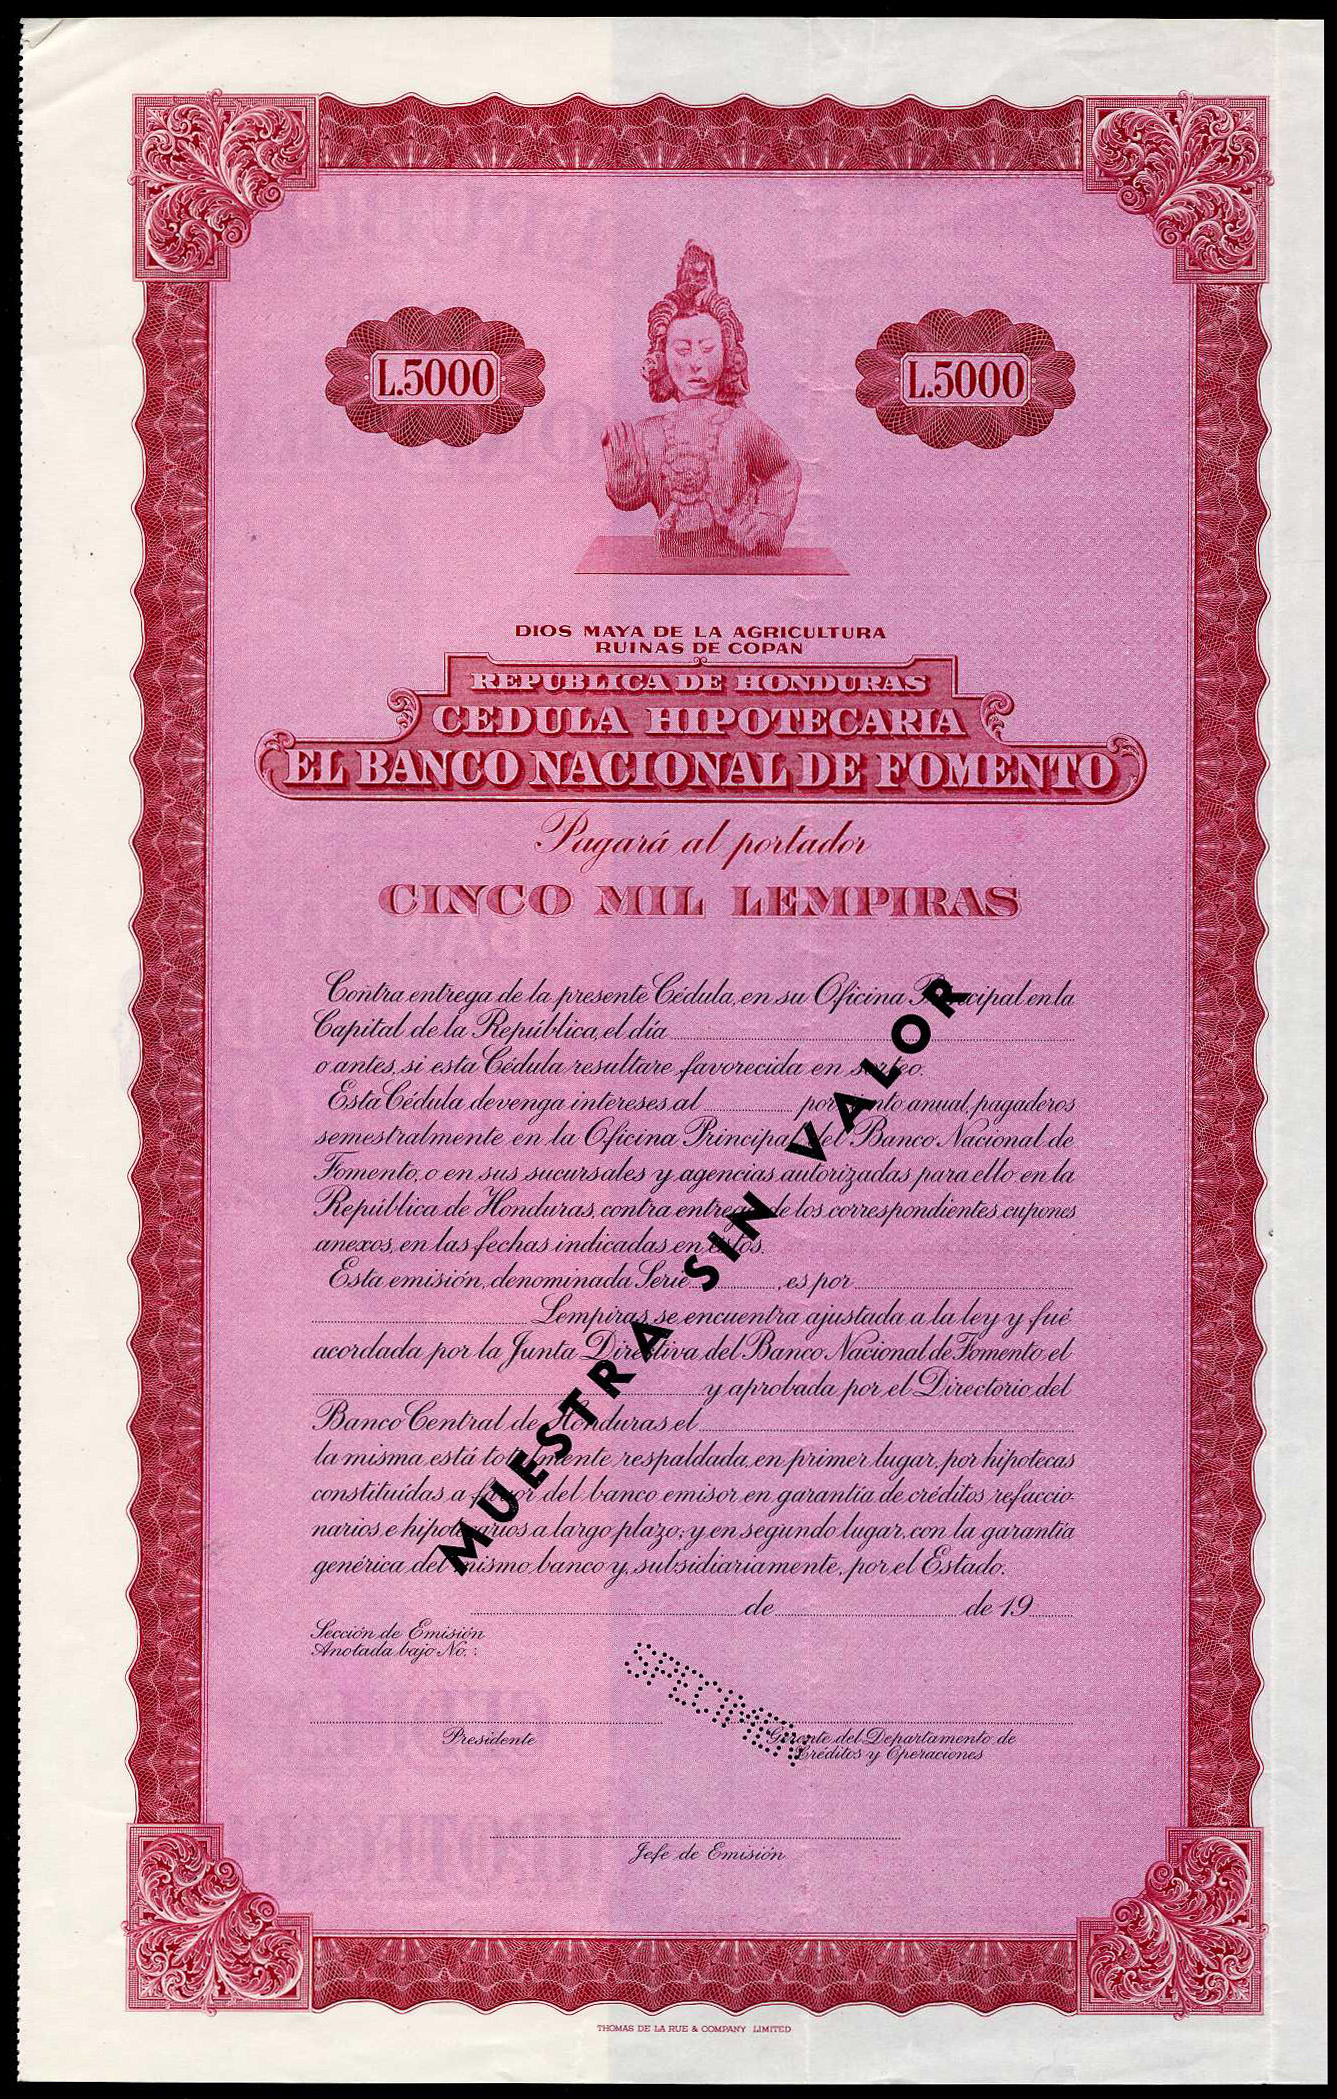 L.5000
L.5000
DIOS MAYA DE LA AGRICULTURA
RUINAS DE COPAN
REPUBLICA DE HONDURAS
CEDULA HIPOTECARIA
EL BANCO NACIONAL DE FOMENTO
Pagará al portador
CINCO MIL LEMPIRAS
Contra entrega de la presente Cédula, en su Oficina Principal en la
Capital de la República, el día
o antes, si esta Cédula resultare favorecida en sorteo.
Esta Cédula devenga intereses al por ciento anual, pagaderos
semestralmente en la Oficina Principal del Banco Nacional de
Fomento, o en sus sucursales y agencias autorizadas para ello en la
República de Honduras, contra entrega de los correspondientes cupones
anexos, en las fechas indicadas en éstos.
Esta emisión, denominada Serie , es por
Lempiras, se encuentra ajustada a la ley y fué
acordada por la Junta Directiva del Banco Nacional de Fomento el
y aprobada por el Directorio del
Banco Central de Honduras el
la misma está totalmente respaldada, en primer lugar, por hipotecas
constituídas a favor del banco emisor en garantía de créditos refaccio-
narios e hipotecarios a largo plazo; y en segundo lugar, con la garantía
genérica del mismo banco y, subsidiariamente, por el Estado.
de de 19
Sección de Emisión
Anotada bajo No. :
MUESTRA SIN VALOR
SPECIMEN
Presidente
Gerente del Departamento de
Créditos y Operaciones
Jefe de Emisión
THOMAS DE LA RUE & COMPANY LIMITED